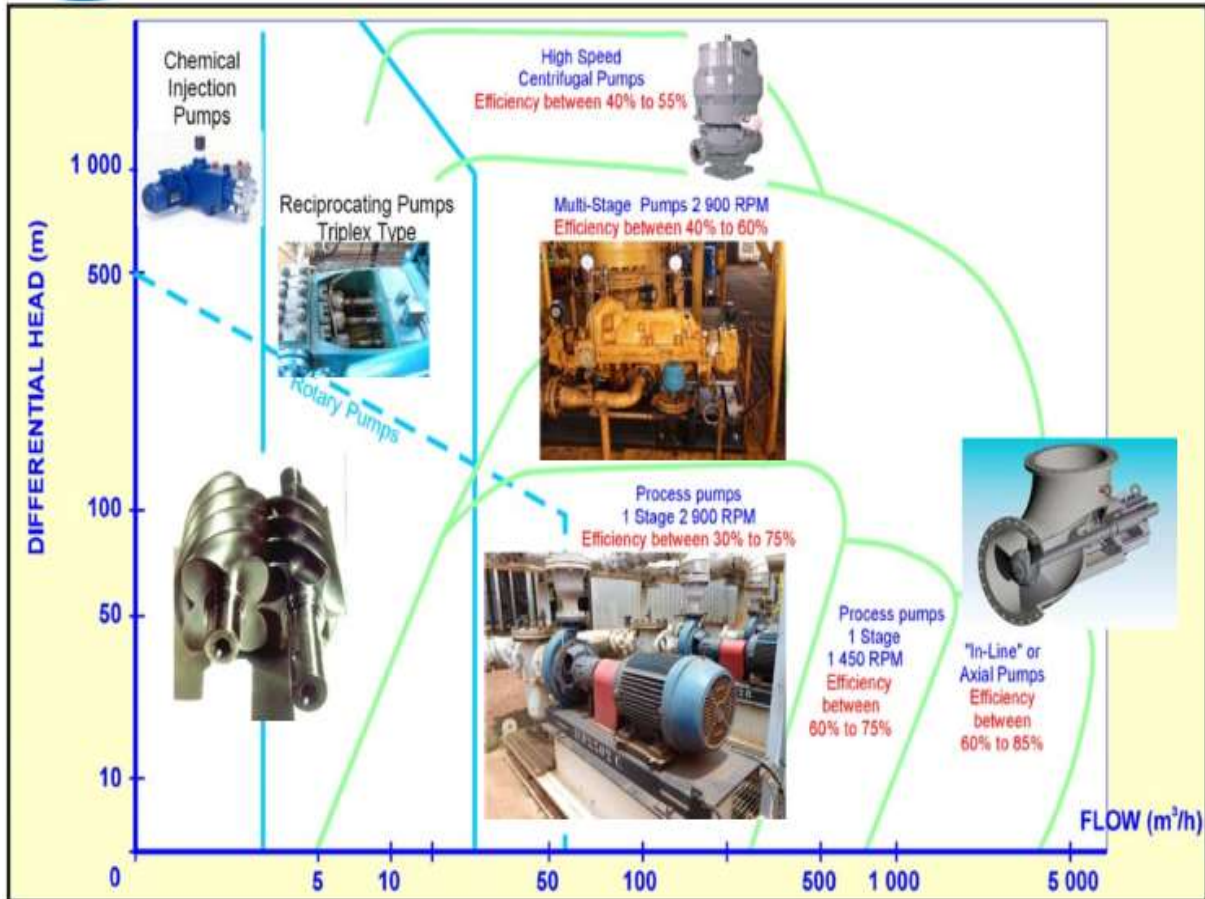 Chemical
Injection
Pumps
High Speed
Centrifugal Pumps
Efficiency between 40% to 55%
1 000
Reciprocating Pumps
Triplex Type
Multi-Stage Pumps 2 900 RPM
Efficiency between 40% to 60%
500
DIFFERENTIAL HEAD (m)
Rotary Pumps
100
Process pumps
1 Stage 2 900 RPM
Efficiency between 30% to 75%
50
Process pumps
1 Stage
1 450 RPM
Efficiency
between
60% to 75%
"In-Line" or
Axial Pumps
Efficiency
between
60% to 85%
10
FLOW (m³/h)
0
5
10
50
100
500
1 000
5 000